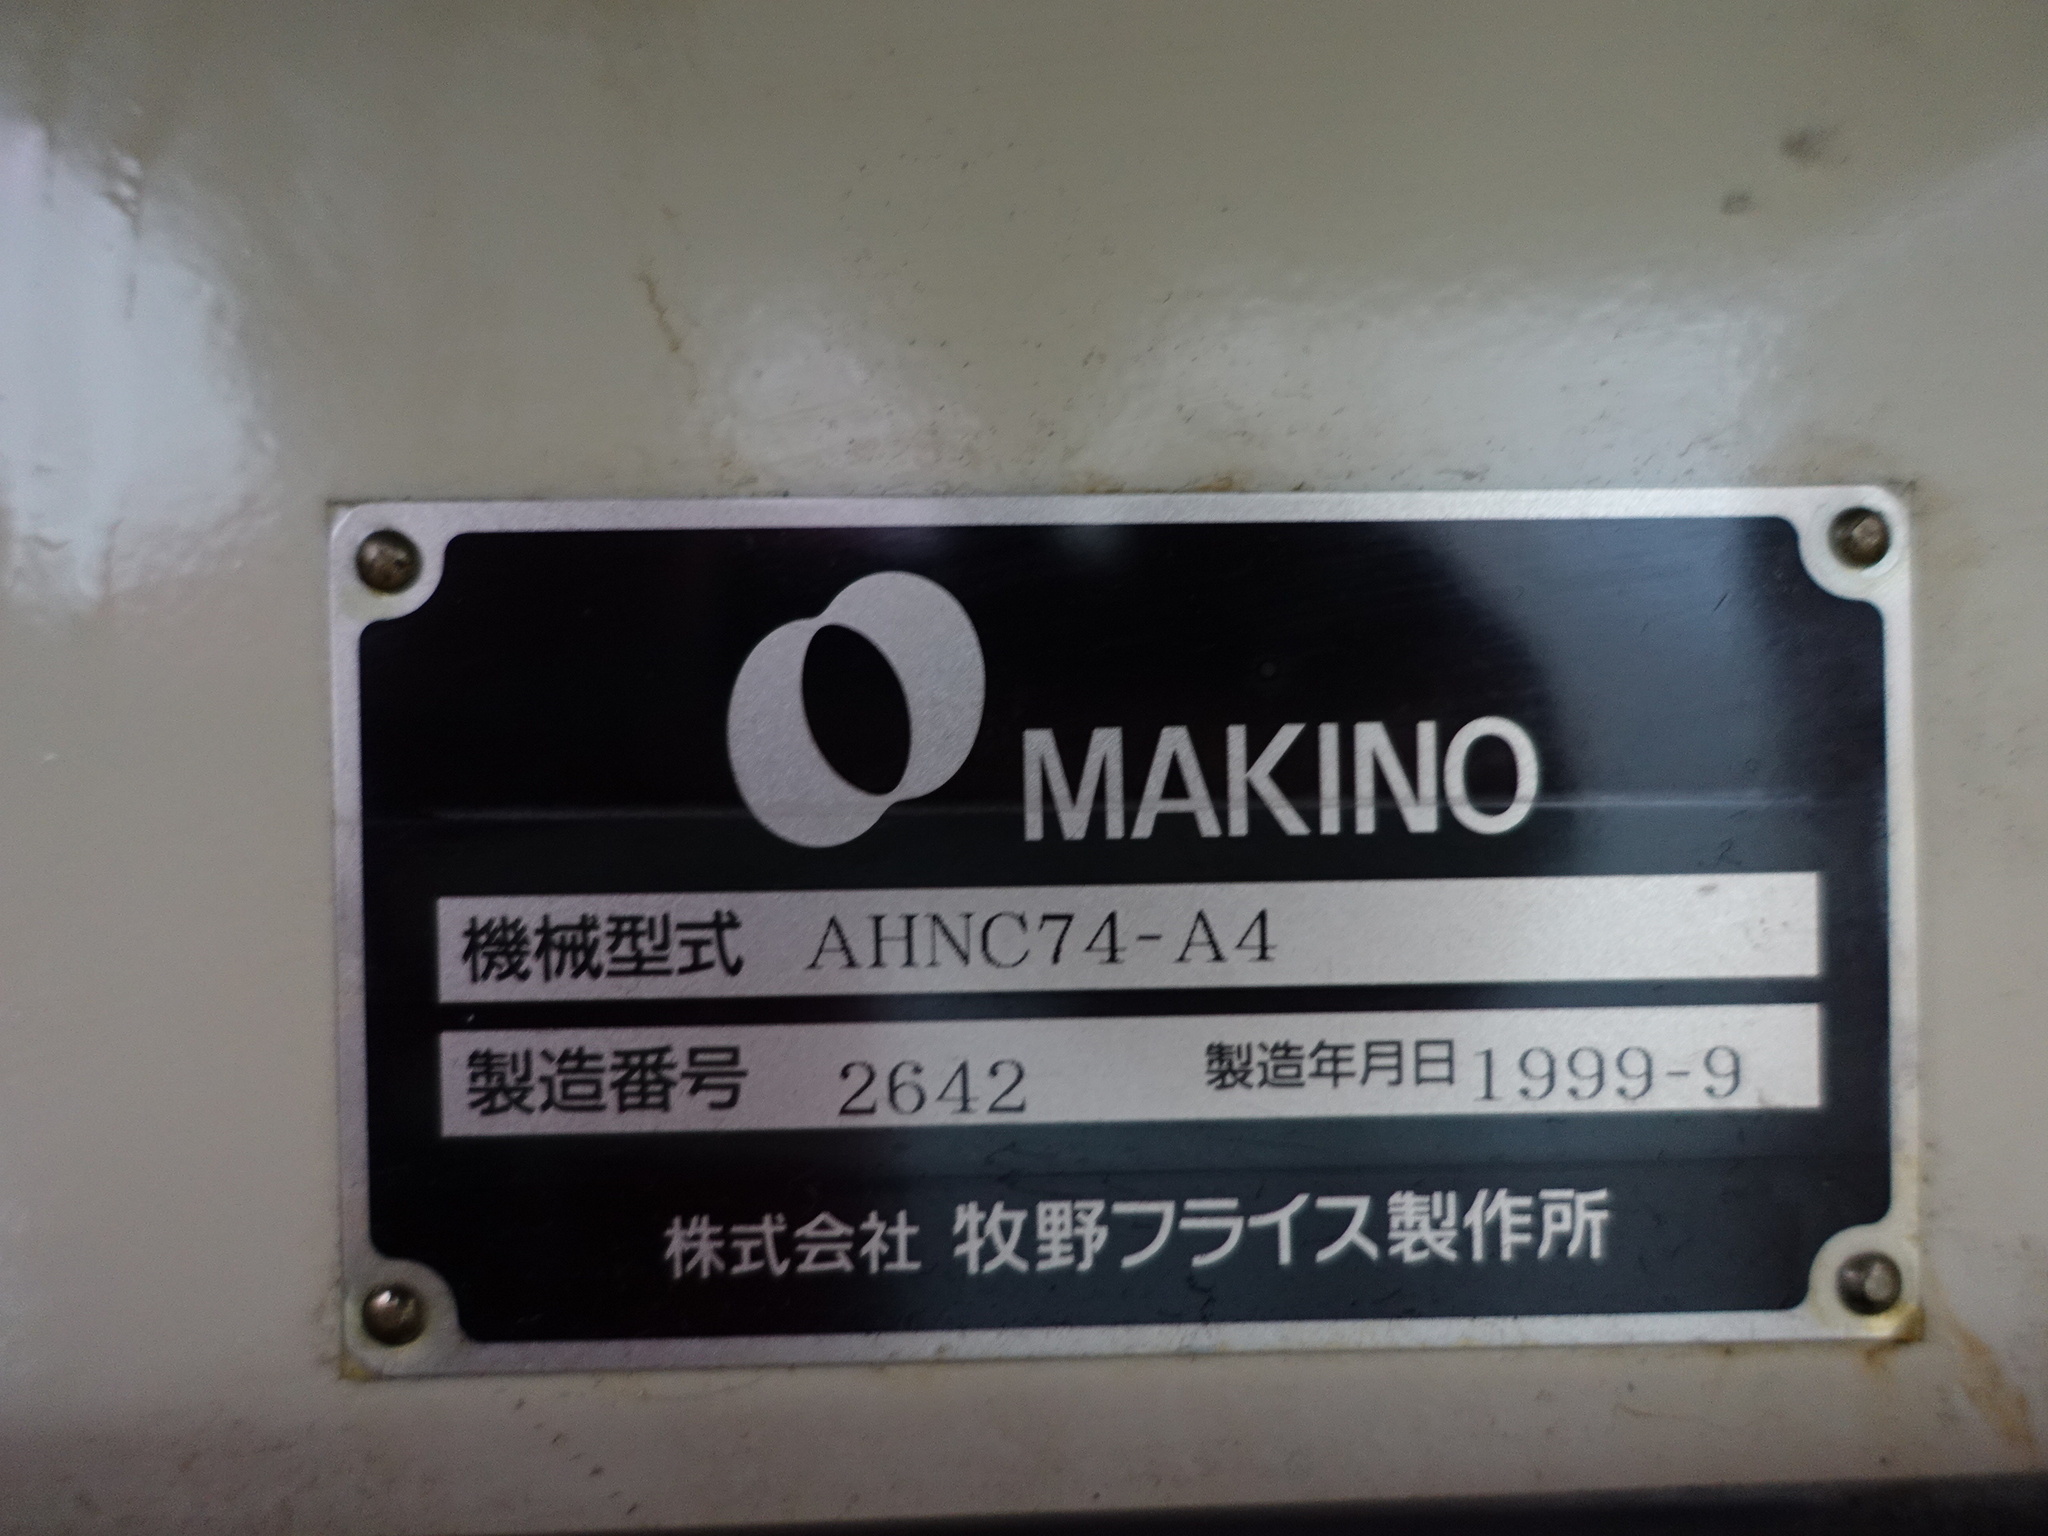 MAKINO
機械型式 AHNC74-A4
製造番号 2642 製造年月日 1999-9
株式会社 牧野フライス製作所